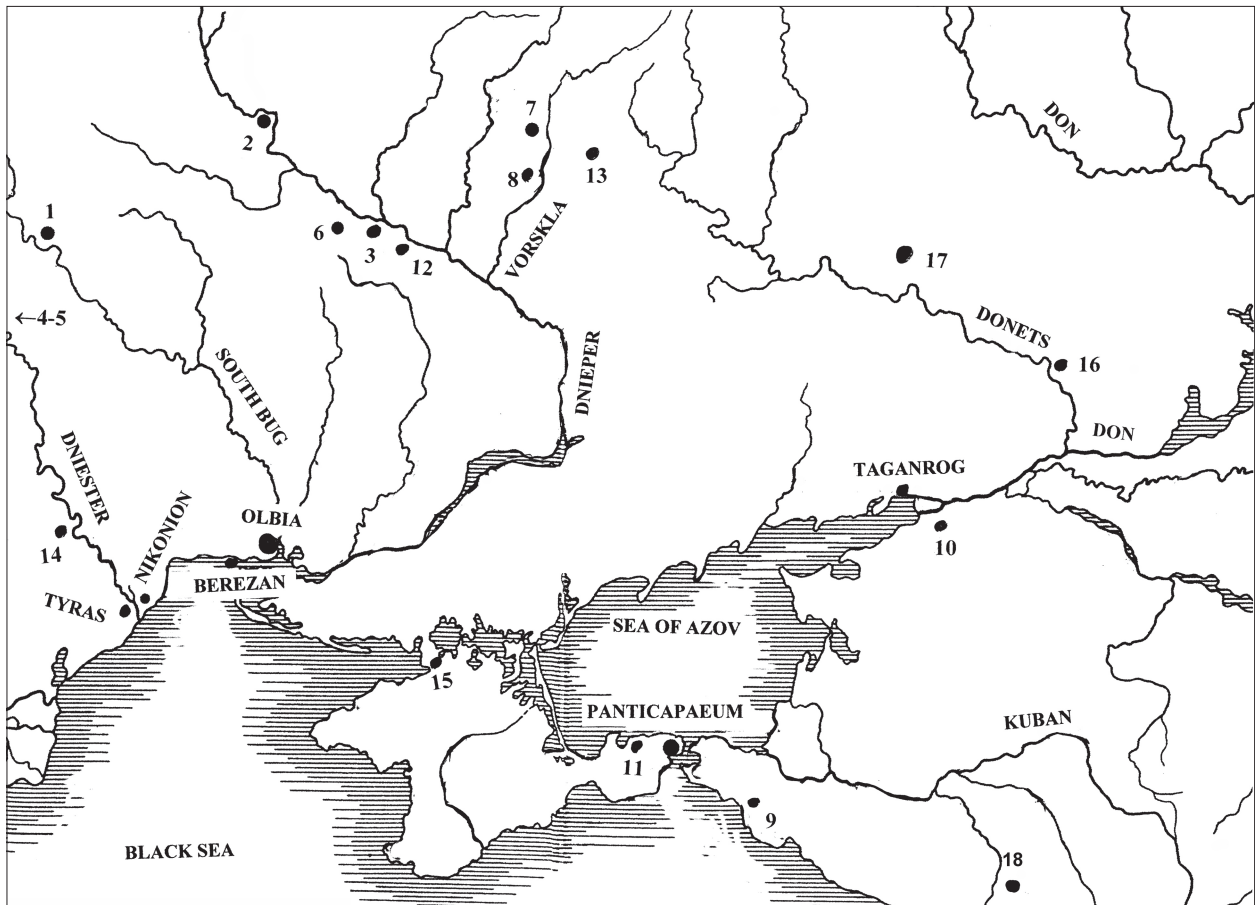 7
2
DON
13
8
1
6
3
12
VORSKLA
17
←4-5
DONETS
SOUTH BUG
DNIEPER
16
DON
DNIESTER
TAGANROG
OLBIA
10
14
NIKONION
BEREZAN
TYRAS
SEA OF AZOV
15
PANTICAPAEUM
KUBAN
11
9
BLACK SEA
18